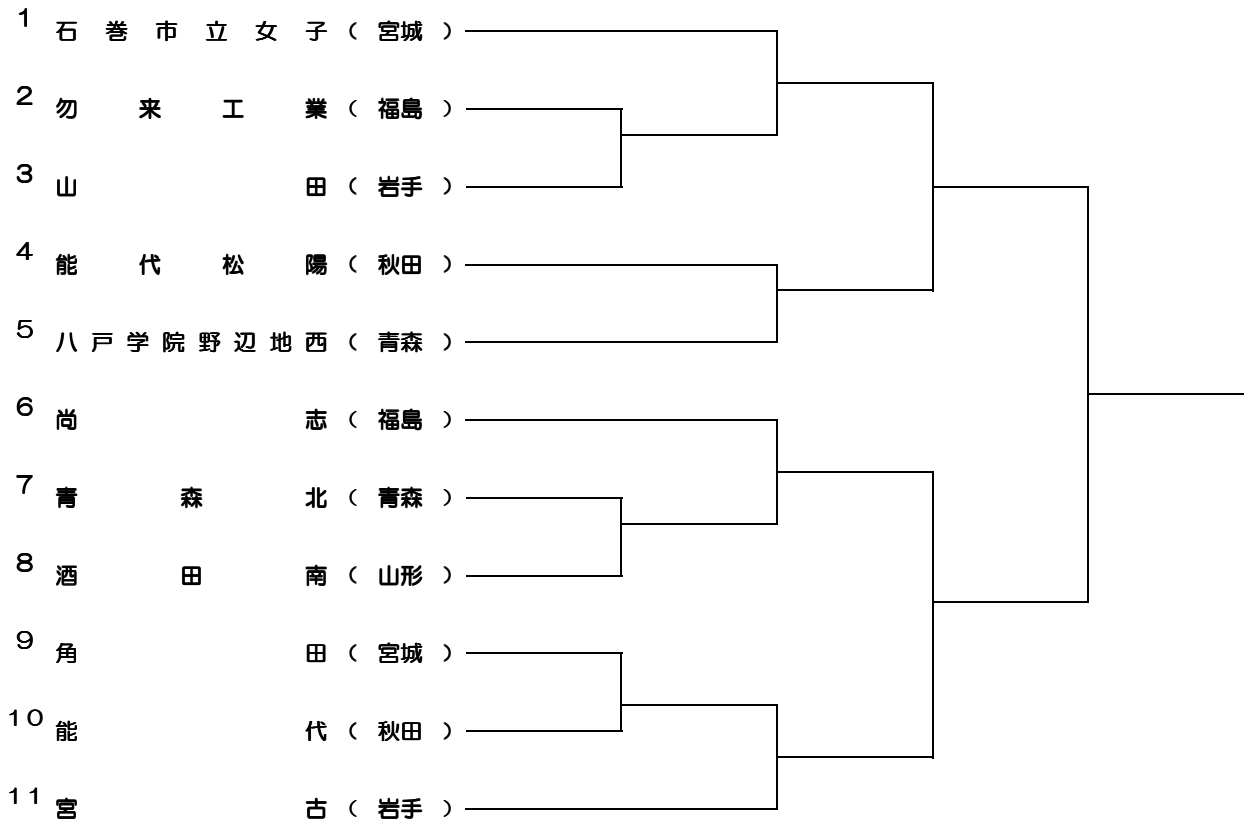 1 石巻市立女子（宮城）
2 勿来工業（福島）
3 山田（岩手）
4 能代松陽（秋田）
5 八戸学院野辺地西（青森）
6 尚志（福島）
7 青森北（青森）
8 酒田南（山形）
9 角田（宮城）
10 能代（秋田）
11 宮古（岩手）